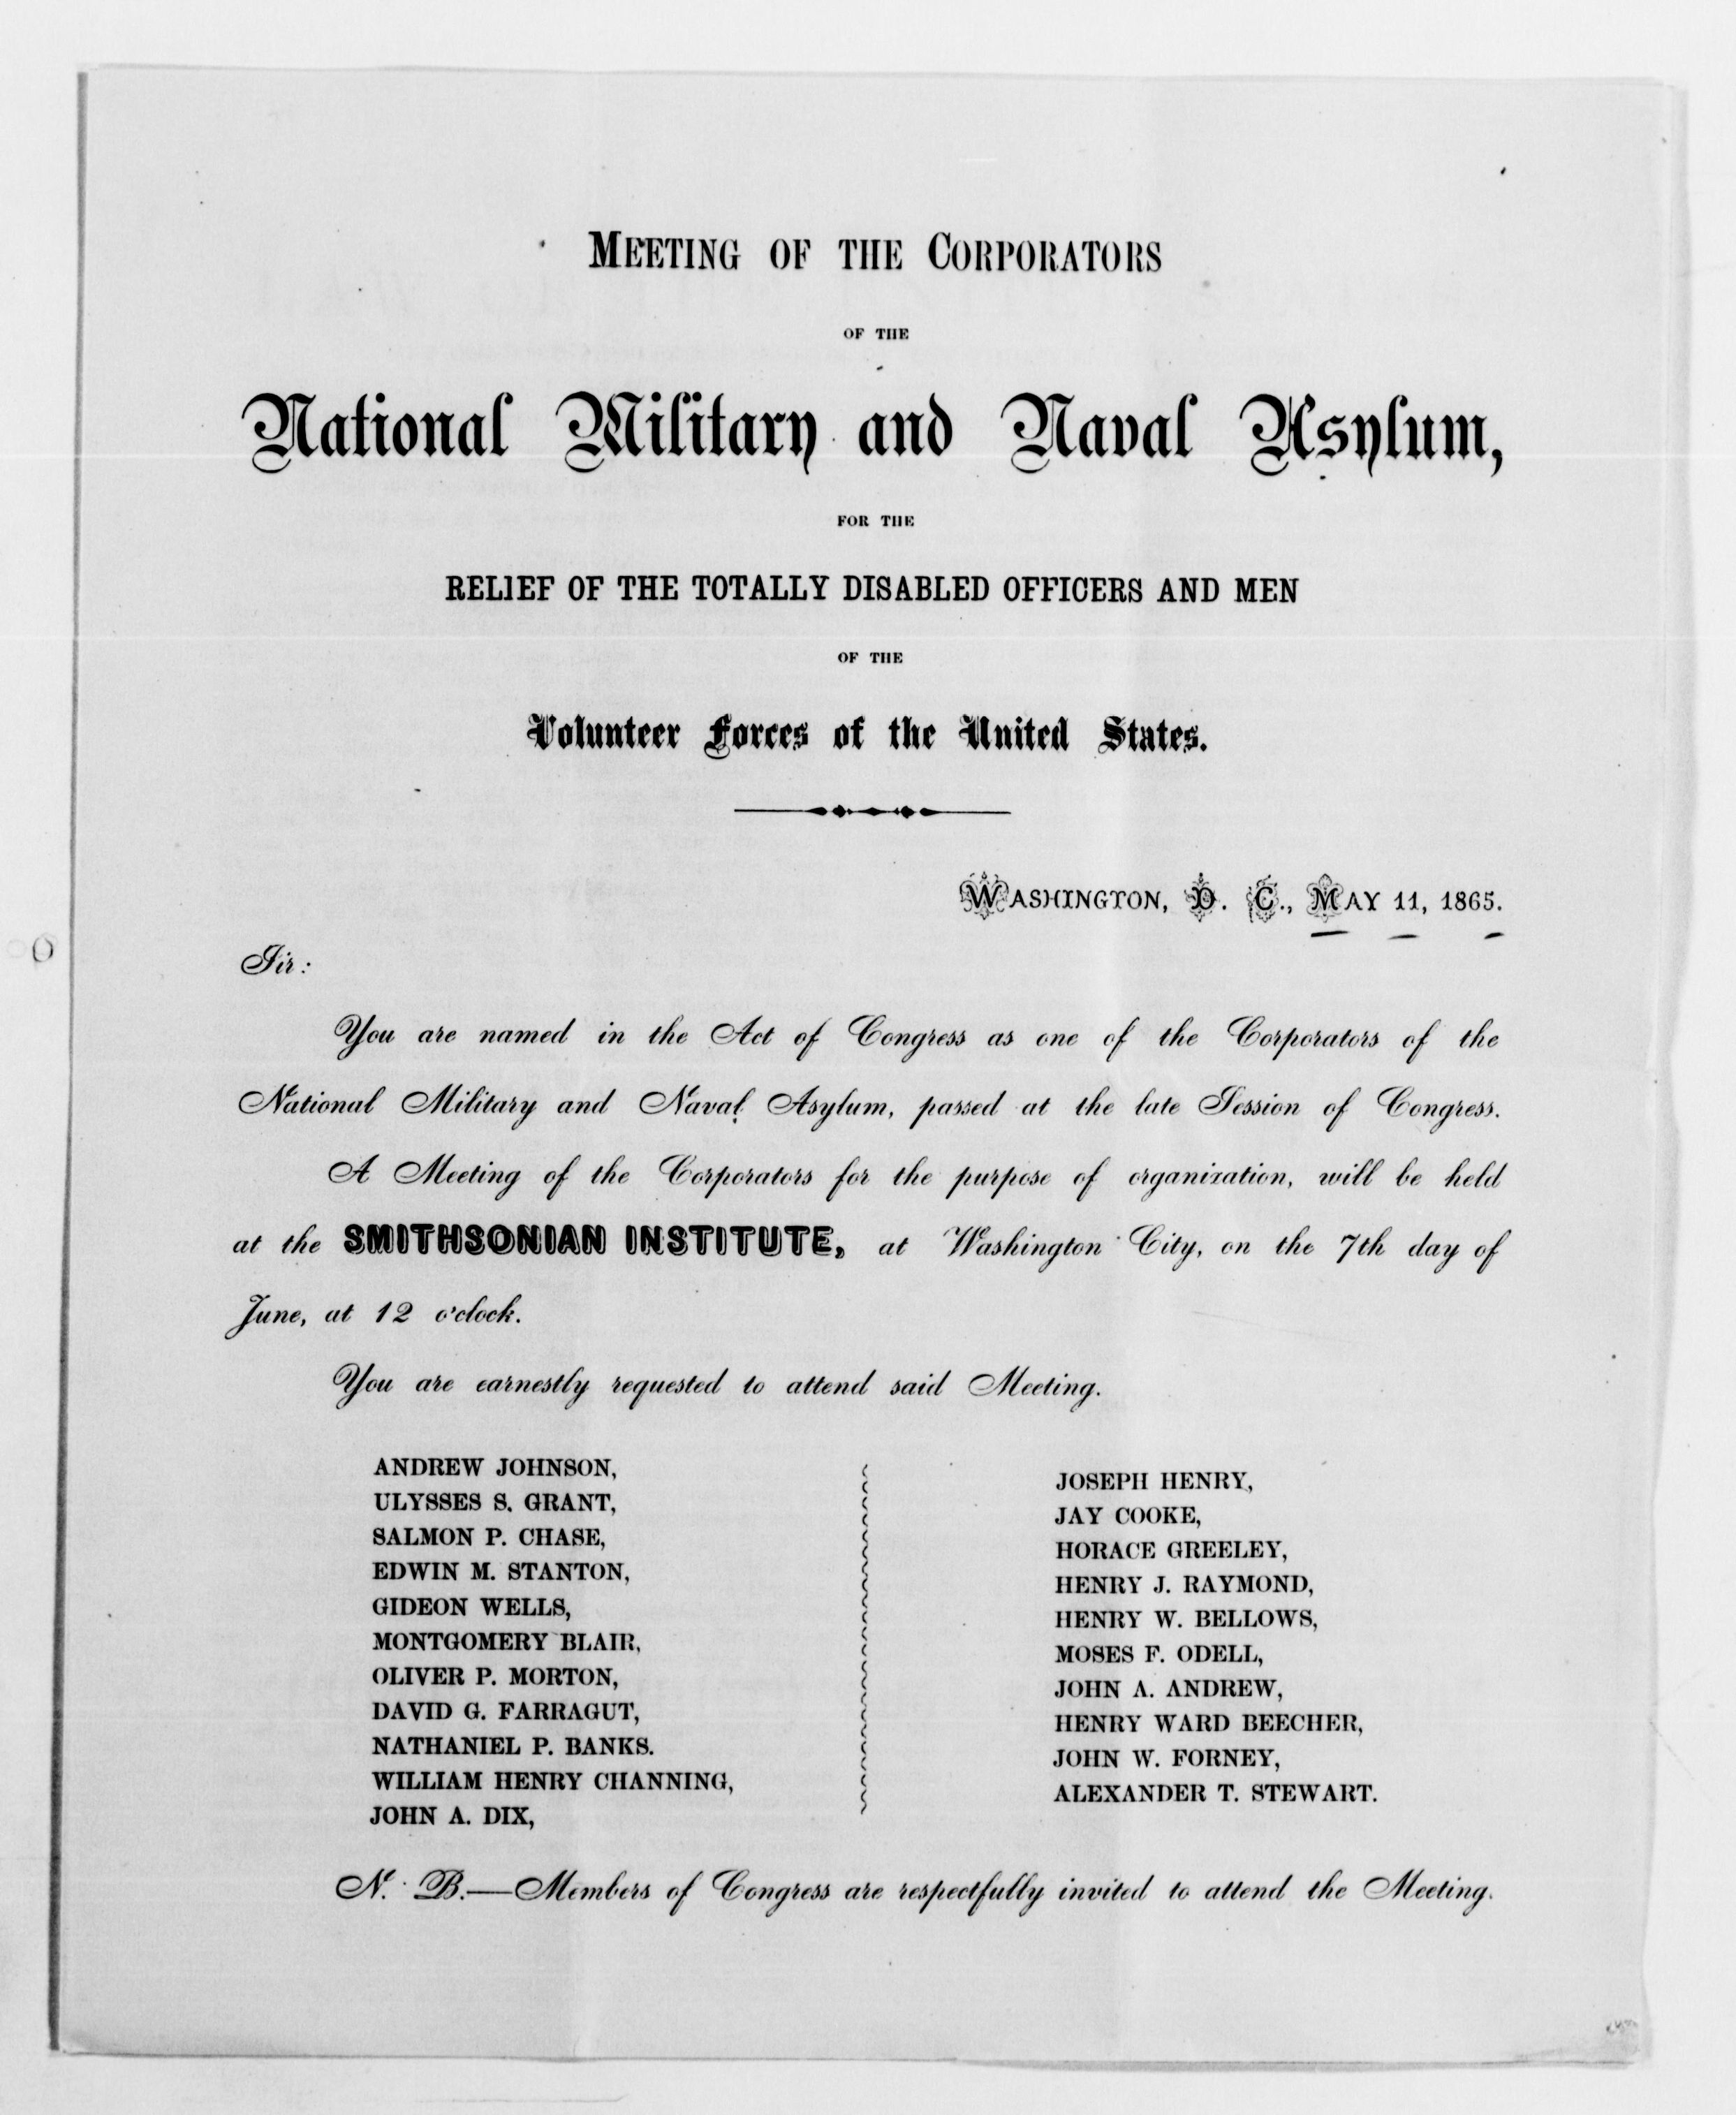 MEETING OF THE CORPORATORS
OF THE
National Military and Naval Asylum,
FOR THE
RELIEF OF THE TOTALLY DISABLED OFFICERS AND MEN
OF THE
Volunteer Forces of the United States.
WASHINGTON, D. C., MAY 11, 1865.
Sir:
You are named in the Act of Congress as one of the Corporators of the
National Military and Naval Asylum, passed at the late Session of Congress.
A Meeting of the Corporators for the purpose of organization, will be held
at the SMITHSONIAN INSTITUTE, at Washington City, on the 7th day of
June, at 12 o'clock.
You are earnestly requested to attend said Meeting.
ANDREW JOHNSON,
ULYSSES S. GRANT,
SALMON P. CHASE,
EDWIN M. STANTON,
GIDEON WELLS,
MONTGOMERY BLAIR,
OLIVER P. MORTON,
DAVID G. FARRAGUT,
NATHANIEL P. BANKS.
WILLIAM HENRY CHANNING,
JOHN A. DIX,
JOSEPH HENRY,
JAY COOKE,
HORACE GREELEY,
HENRY J. RAYMOND,
HENRY W. BELLOWS,
MOSES F. ODELL,
JOHN A. ANDREW,
HENRY WARD BEECHER,
JOHN W. FORNEY,
ALEXANDER T. STEWART.
N. B.—Members of Congress are respectfully invited to attend the Meeting.